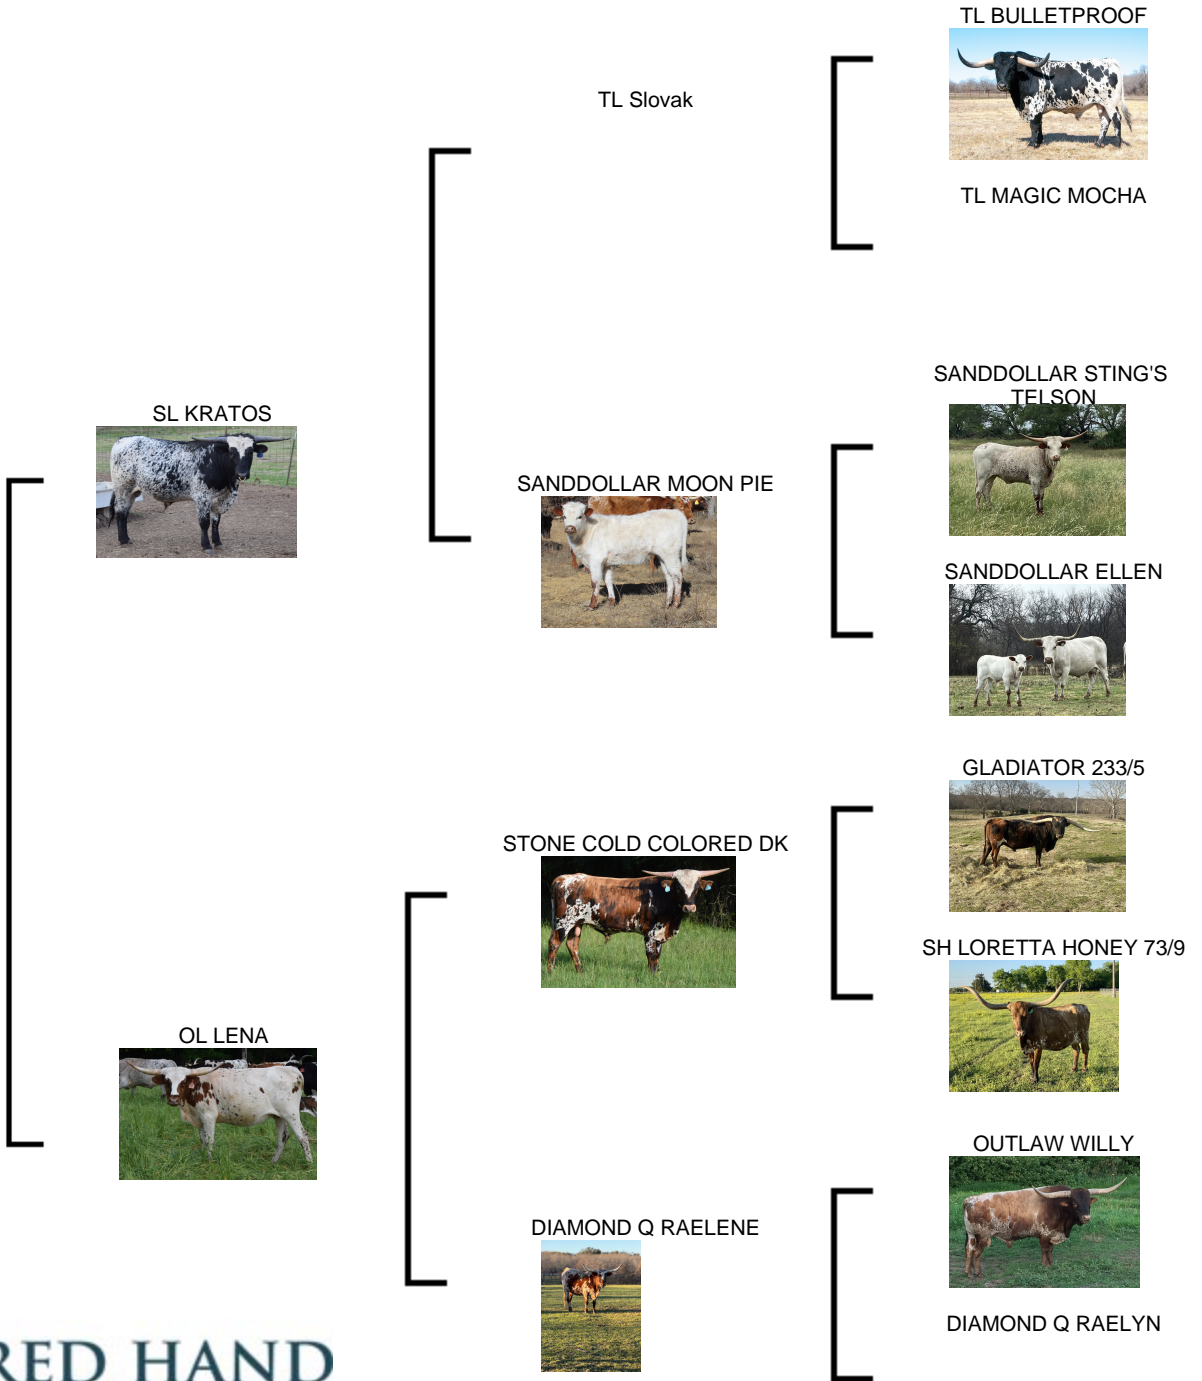 TL BULLETPROOF
TL Slovak
TL MAGIC MOCHA
SANDDOLLAR STING'S
TELSON
SL KRATOS
SANDDOLLAR MOON PIE
SANDDOLLAR ELLEN
GLADIATOR 233/5
STONE COLD COLORED DK
SH LORETTA HONEY 73/9
OL LENA
OUTLAW WILLY
DIAMOND Q RAELENE
DIAMOND Q RAELYN
RED HAND